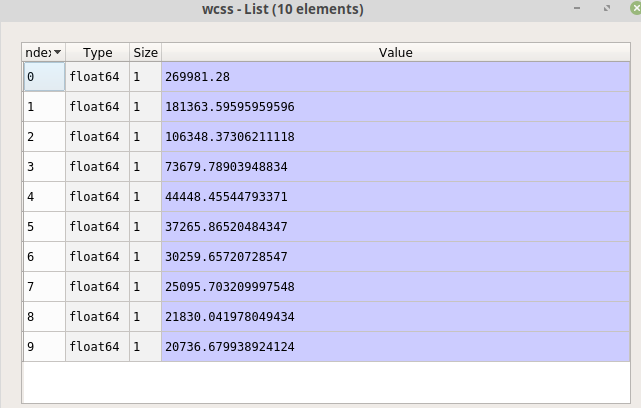 wcss - List (10 elements)
ndex Type Size Value
0 float64 1 269981.28
1 float64 1 181363.59595959596
2 float64 1 106348.37306211118
3 float64 1 73679.78903948834
4 float64 1 44448.45544793371
5 float64 1 37265.86520484347
6 float64 1 30259.65720728547
7 float64 1 25095.703209997548
8 float64 1 21830.041978049434
9 float64 1 20736.679938924124